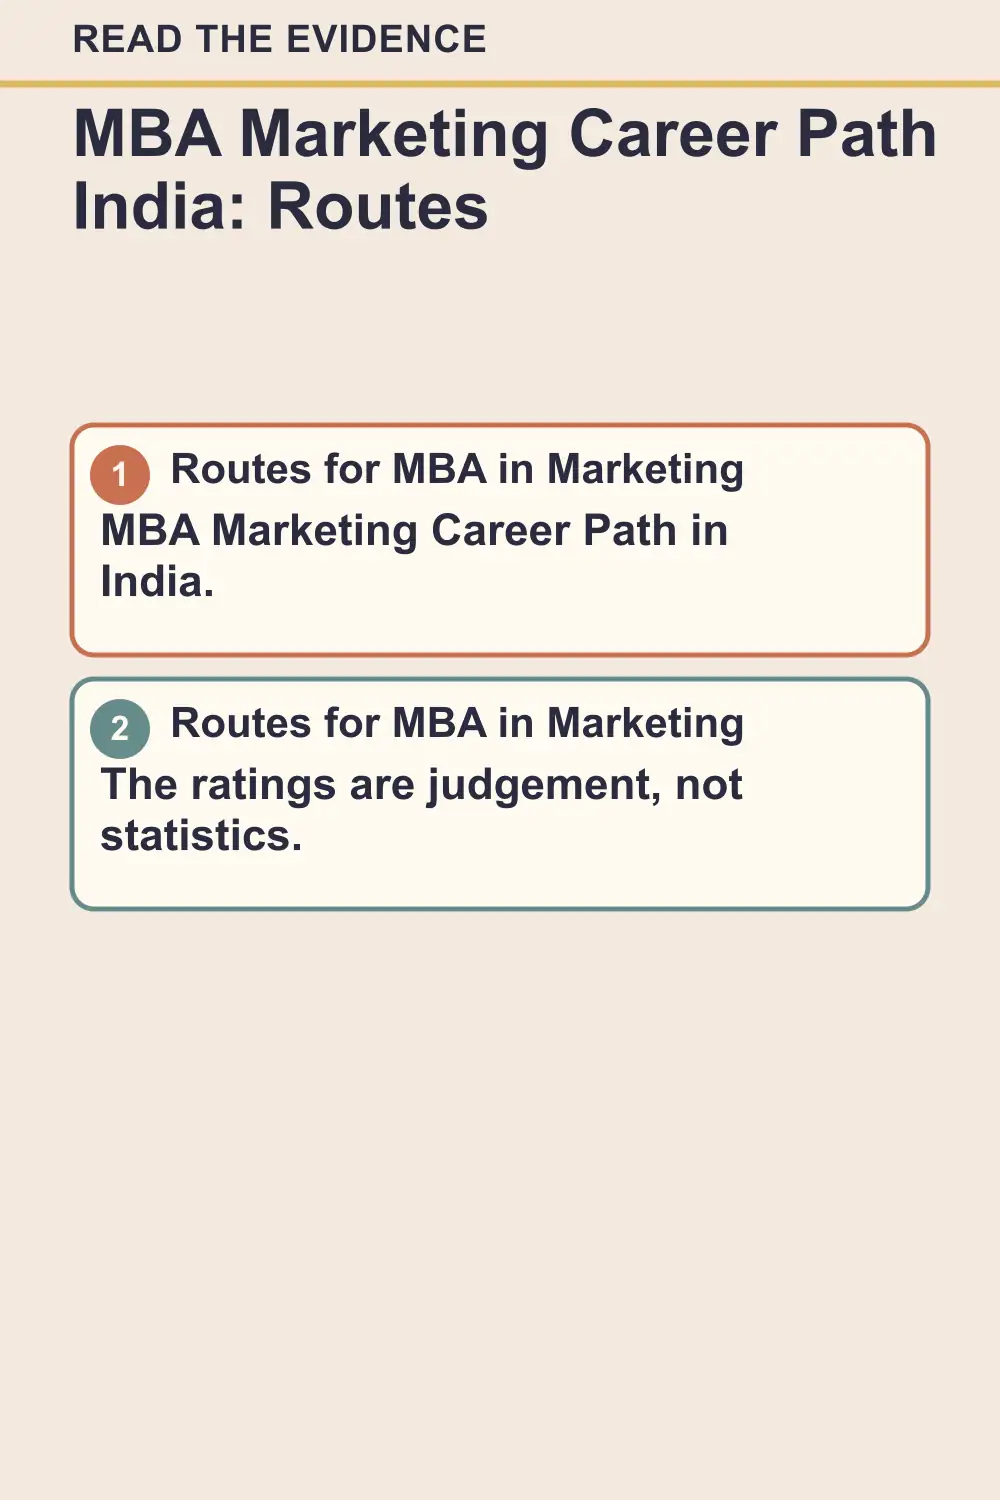 READ THE EVIDENCE
MBA Marketing Career Path
India: Routes
1 Routes for MBA in Marketing
MBA Marketing Career Path in
India.
2 Routes for MBA in Marketing
The ratings are judgement, not
statistics.